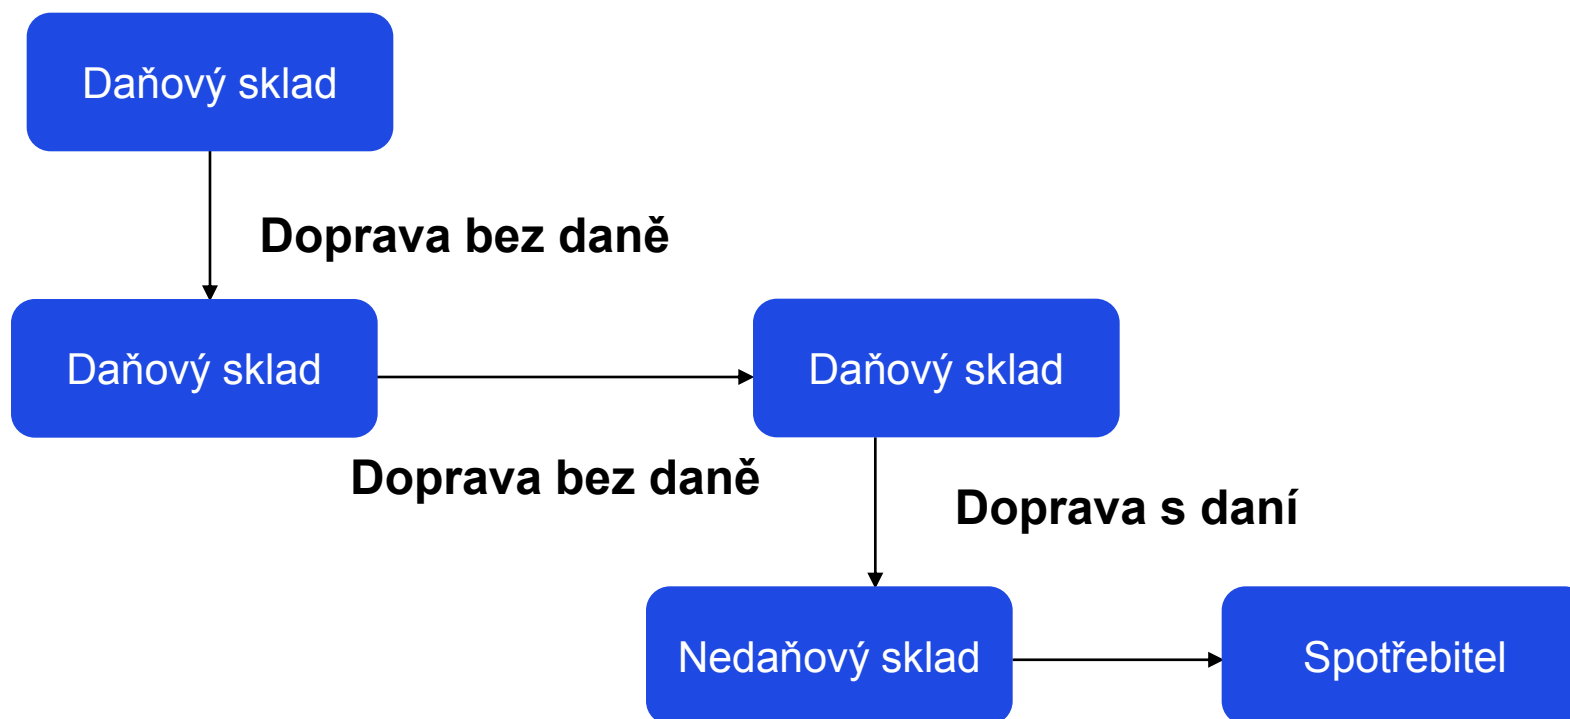 Daňový sklad
Doprava bez daně
Daňový sklad
Daňový sklad
Doprava bez daně
Doprava s daní
Nedaňový sklad
Spotřebitel